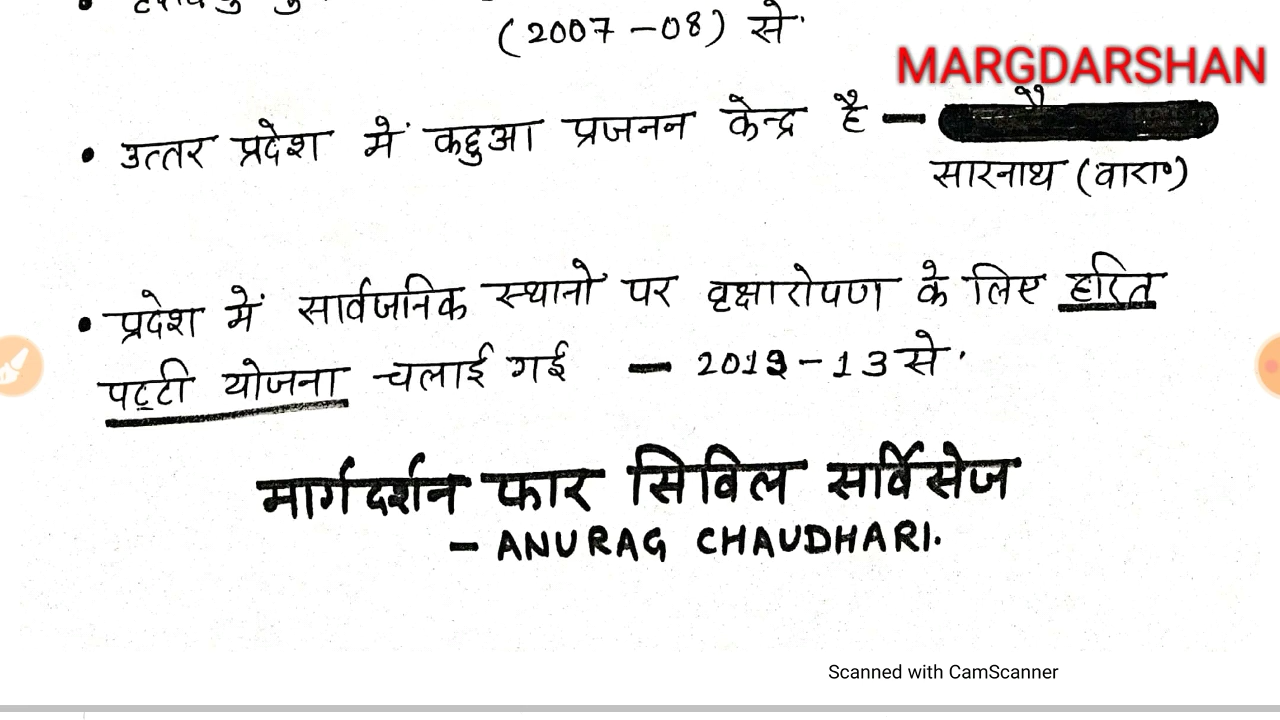 (2007-08) से
MARGDARSHAN
• उत्तर प्रदेश में कछुआ प्रजनन केन्द्र है —
सारनाथ (वारा०)
• प्रदेश में सार्वजनिक स्थानों पर वृक्षारोपण के लिए हरित
पट्टी योजना चलाई गई — 2012-13 से.
मार्गदर्शन फार सिविल सर्विसेज
- ANURAG CHAUDHARI.
Scanned with CamScanner